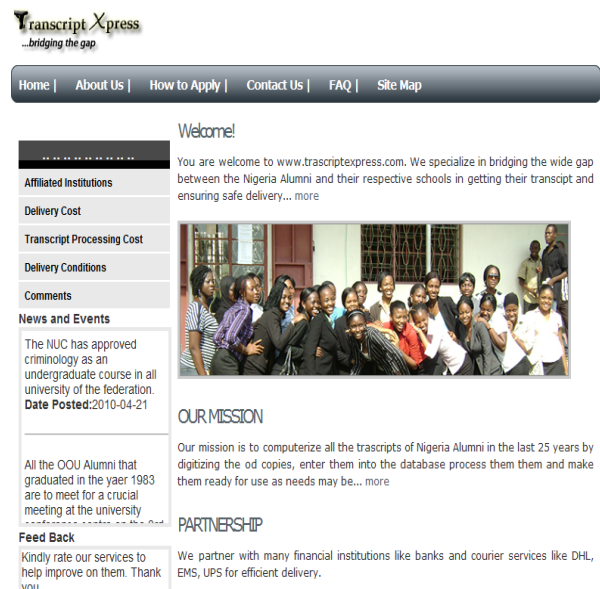 Transcript Xpress
...bridging the gap
Home |
About Us |
How to Apply |
Contact Us |
FAQ |
Site Map
Affiliated Institutions
Delivery Cost
Transcript Processing Cost
Delivery Conditions
Comments
News and Events
The NUC has approved
criminology as an
undergraduate course in all
university of the federation.
Date Posted:2010-04-21
All the OOU Alumni that
graduated in the yaer 1983
are to meet for a crucial
meeting at the university
conference centre on the 3rd
Feed Back
Kindly rate our services to
help improve on them. Thank
you
Welcome!
You are welcome to www.trascriptexpress.com. We specialize in bridging the wide gap
between the Nigeria Alumni and their respective schools in getting their transcipt and
ensuring safe delivery... more
OUR MISSION
Our mission is to computerize all the trascripts of Nigeria Alumni in the last 25 years by
digitizing the od copies, enter them into the database process them them and make
them ready for use as needs may be... more
PARTNERSHIP
We partner with many financial institutions like banks and courier services like DHL,
EMS, UPS for efficient delivery.